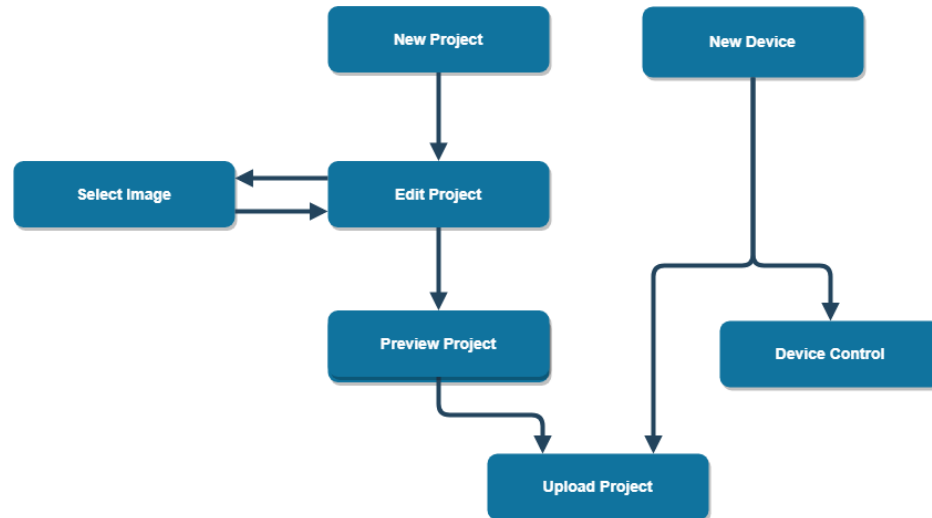 New Project
New Device
Select Image
Edit Project
Preview Project
Device Control
Upload Project